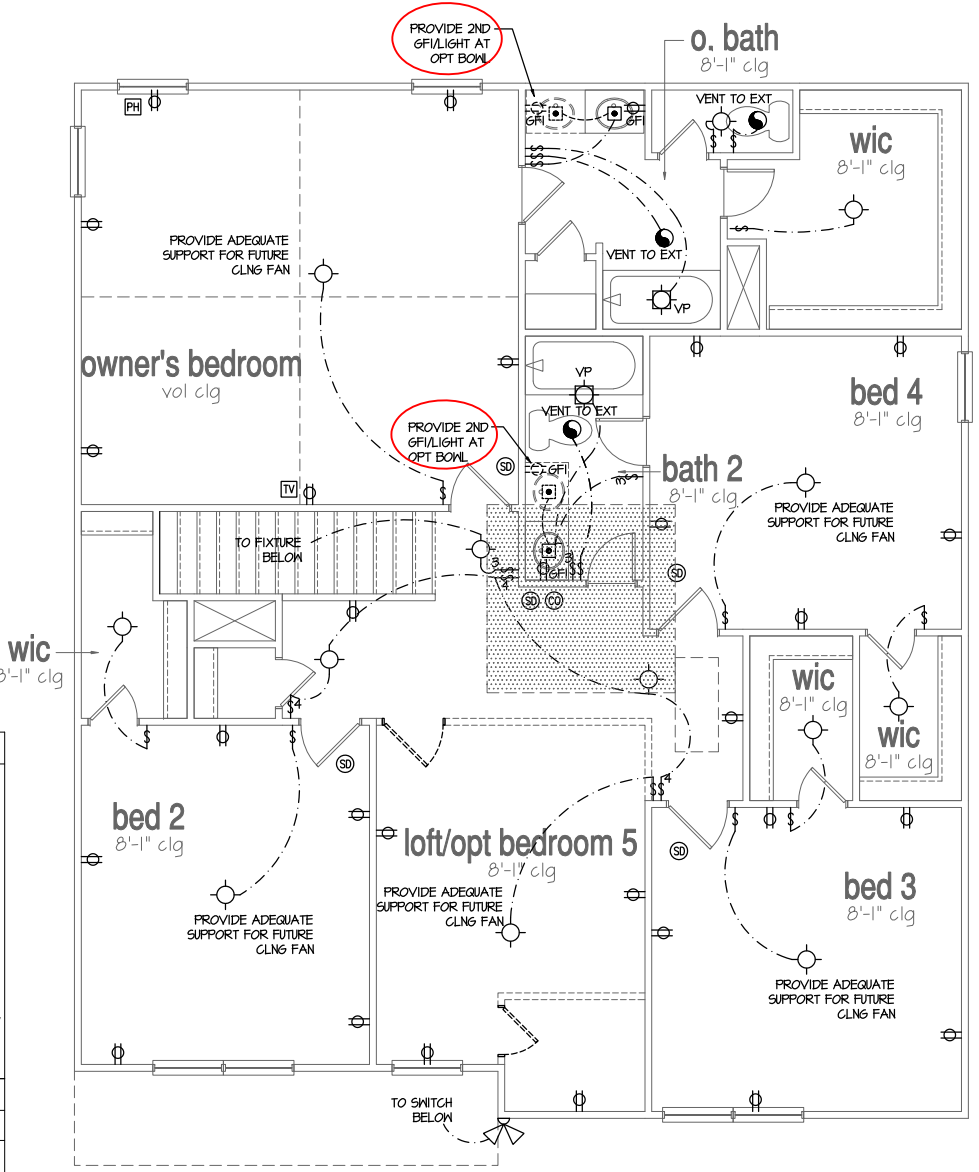 PROVIDE 2ND
GFI/LIGHT AT
OPT BOWL
o. bath
8'-1" clg
PH
GFI
GFI
VENT TO EXT
$
$
wic
8'-1" clg
$
$
$
$
PROVIDE ADEQUATE
SUPPORT FOR FUTURE
CLNG FAN
VENT TO EXT
VP
owner's bedroom
vol clg
VP
VENT TO EXT
bed 4
8'-1" clg
PROVIDE 2ND
GFI/LIGHT AT
OPT BOWL
SD
GFI
bath 2
8'-1" clg
3
$
TV
$
PROVIDE ADEQUATE
SUPPORT FOR FUTURE
CLNG FAN
TO FIXTURE
BELOW
3
$$
$$
4
3
$$
GFI
SD
CO
SD
$
$
wic
8'-1" clg
wic
8'-1" clg
wic
8'-1" clg
$4
$
$
SD
$$4
$
$
SD
bed 2
8'-1" clg
loft/opt bedroom 5
8'-1" clg
bed 3
8'-1" clg
PROVIDE ADEQUATE
SUPPORT FOR FUTURE
CLNG FAN
PROVIDE ADEQUATE
SUPPORT FOR FUTURE
CLNG FAN
PROVIDE ADEQUATE
SUPPORT FOR FUTURE
CLNG FAN
TO SWITCH
BELOW